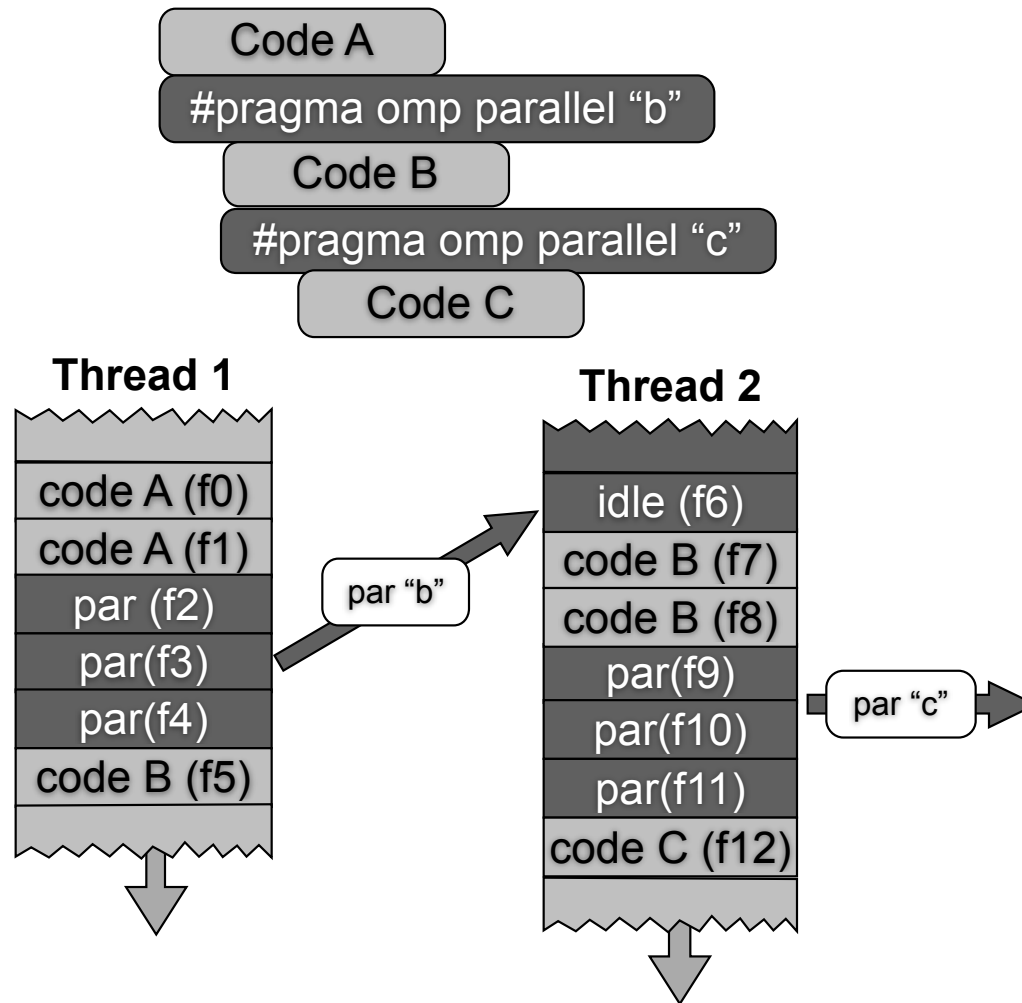 Code A
#pragma omp parallel “b”
Code B
#pragma omp parallel “c”
Code C
Thread 1
code A (f0)
code A (f1)
par (f2)
par(f3)
par(f4)
code B (f5)
par “b”
Thread 2
idle (f6)
code B (f7)
code B (f8)
par(f9)
par(f10)
par(f11)
code C (f12)
par “c”